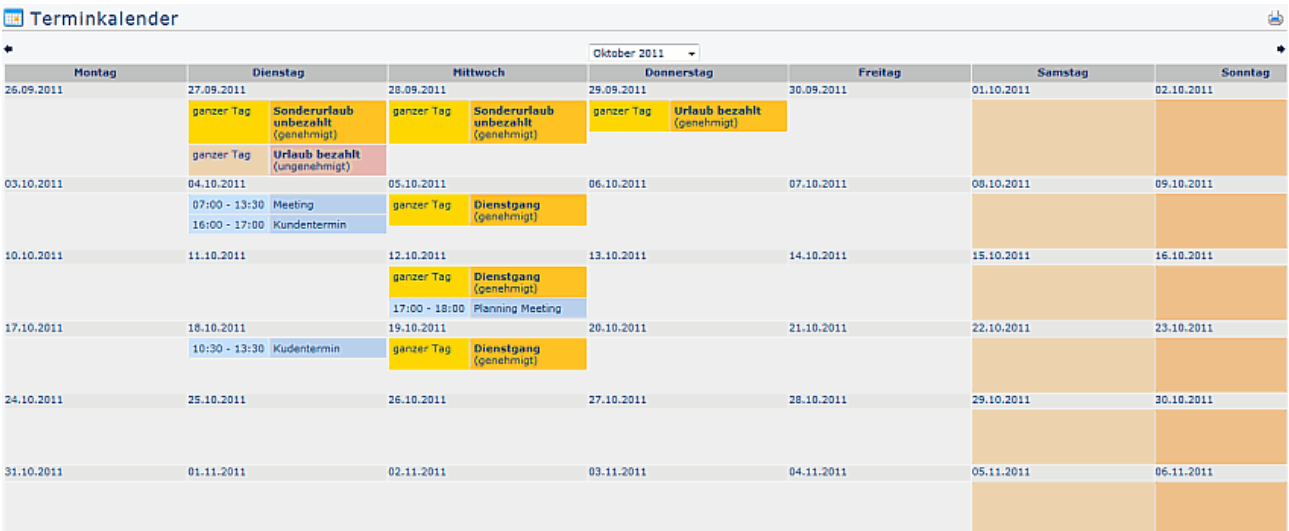 Terminkalender
Oktober 2011
Montag Dienstag Mittwoch Donnerstag Freitag Samstag Sonntag
26.09.2011 27.09.2011 28.09.2011 29.09.2011 30.09.2011 01.10.2011 02.10.2011
ganzer Tag Sonderurlaub ganzer Tag Sonderurlaub ganzer Tag Urlaub bezahlt
unbezahlt unbezahlt (genehmigt)
(genehmigt) (genehmigt)
ganzer Tag Urlaub bezahlt
(ungenehmigt)
03.10.2011 04.10.2011 05.10.2011 06.10.2011 07.10.2011 08.10.2011 09.10.2011
07:00 - 13:30 Meeting ganzer Tag Dienstgang
(genehmigt)
16:00 - 17:00 Kundentermin
10.10.2011 11.10.2011 12.10.2011 13.10.2011 14.10.2011 15.10.2011 16.10.2011
ganzer Tag Dienstgang
(genehmigt)
17:00 - 18:00 Planning Meeting
17.10.2011 18.10.2011 19.10.2011 20.10.2011 21.10.2011 22.10.2011 23.10.2011
10:30 - 13:30 Kudentermin ganzer Tag Dienstgang
(genehmigt)
24.10.2011 25.10.2011 26.10.2011 27.10.2011 28.10.2011 29.10.2011 30.10.2011
31.10.2011 01.11.2011 02.11.2011 03.11.2011 04.11.2011 05.11.2011 06.11.2011